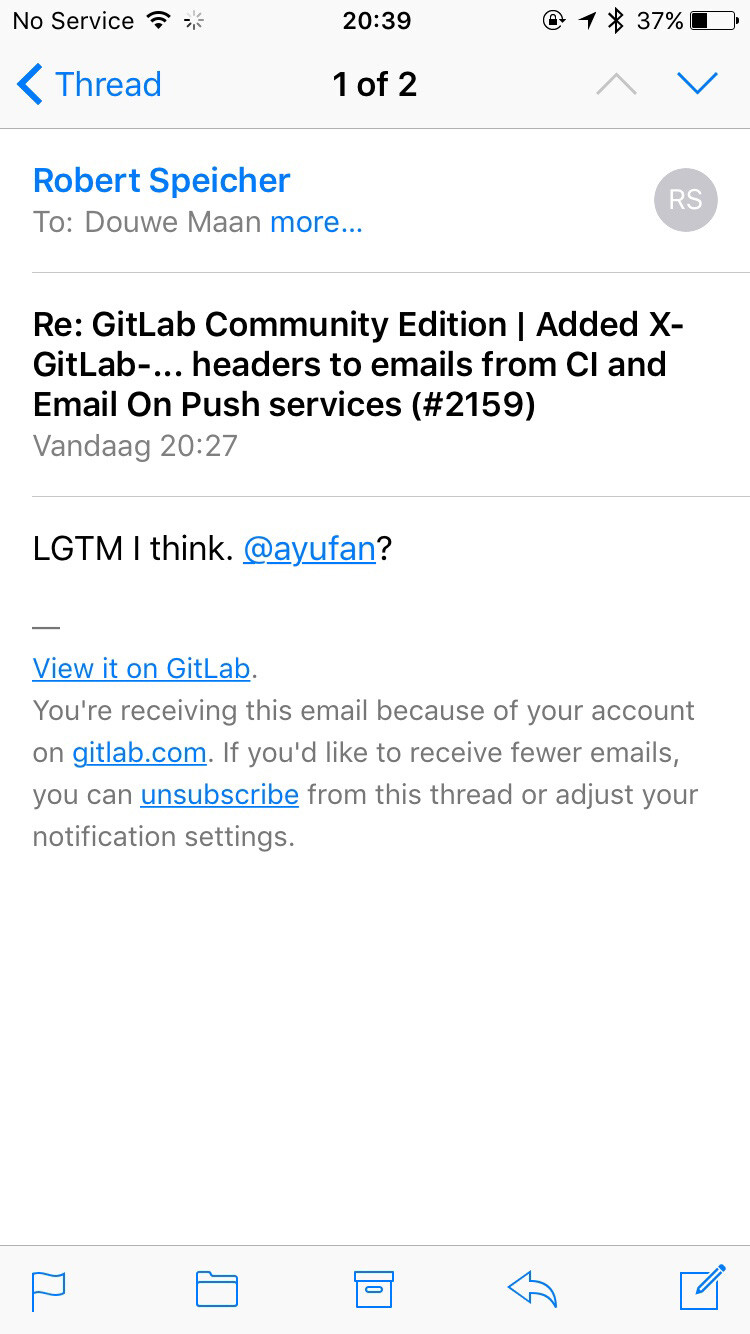 No Service 20:39 37%
Thread 1 of 2
Robert Speicher
RS
To: Douwe Maan more...
Re: GitLab Community Edition | Added X-
GitLab-... headers to emails from CI and
Email On Push services (#2159)
Vandaag 20:27
LGTM I think. @ayufan?
—
View it on GitLab.
You're receiving this email because of your account
on gitlab.com. If you'd like to receive fewer emails,
you can unsubscribe from this thread or adjust your
notification settings.